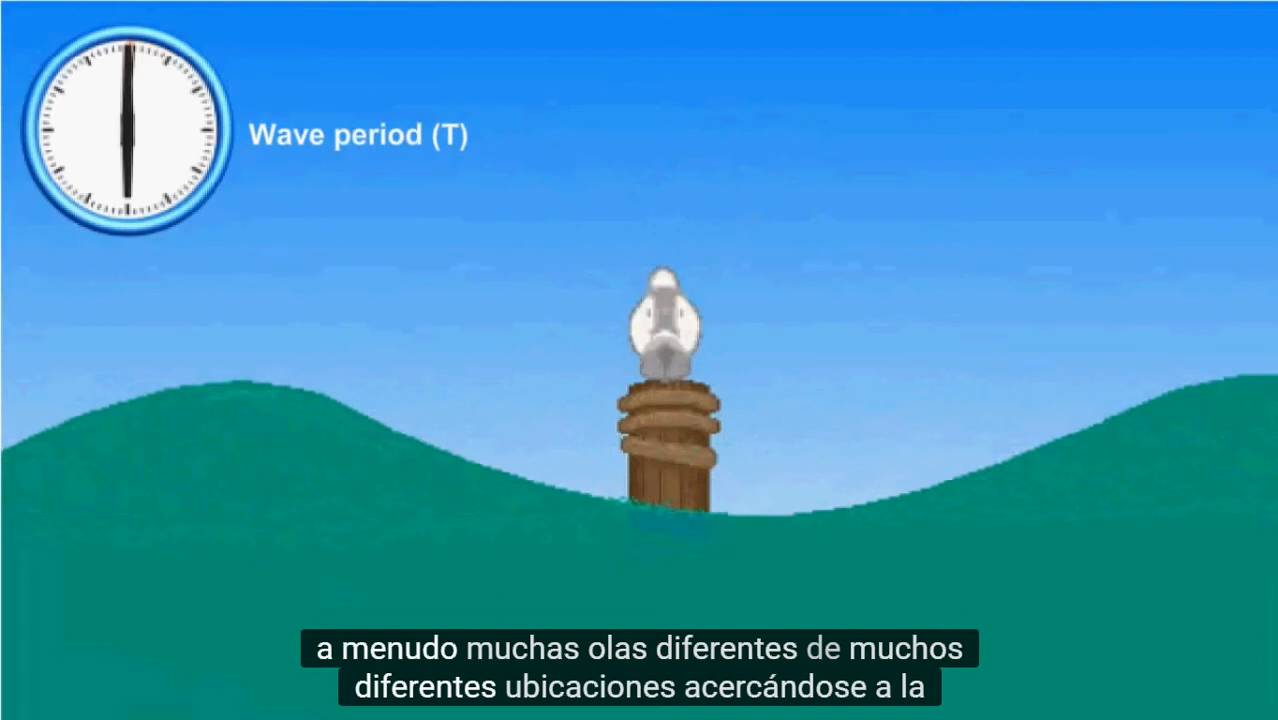 Wave period (T)
a menudo muchas olas diferentes de muchos
diferentes ubicaciones acercándose a la